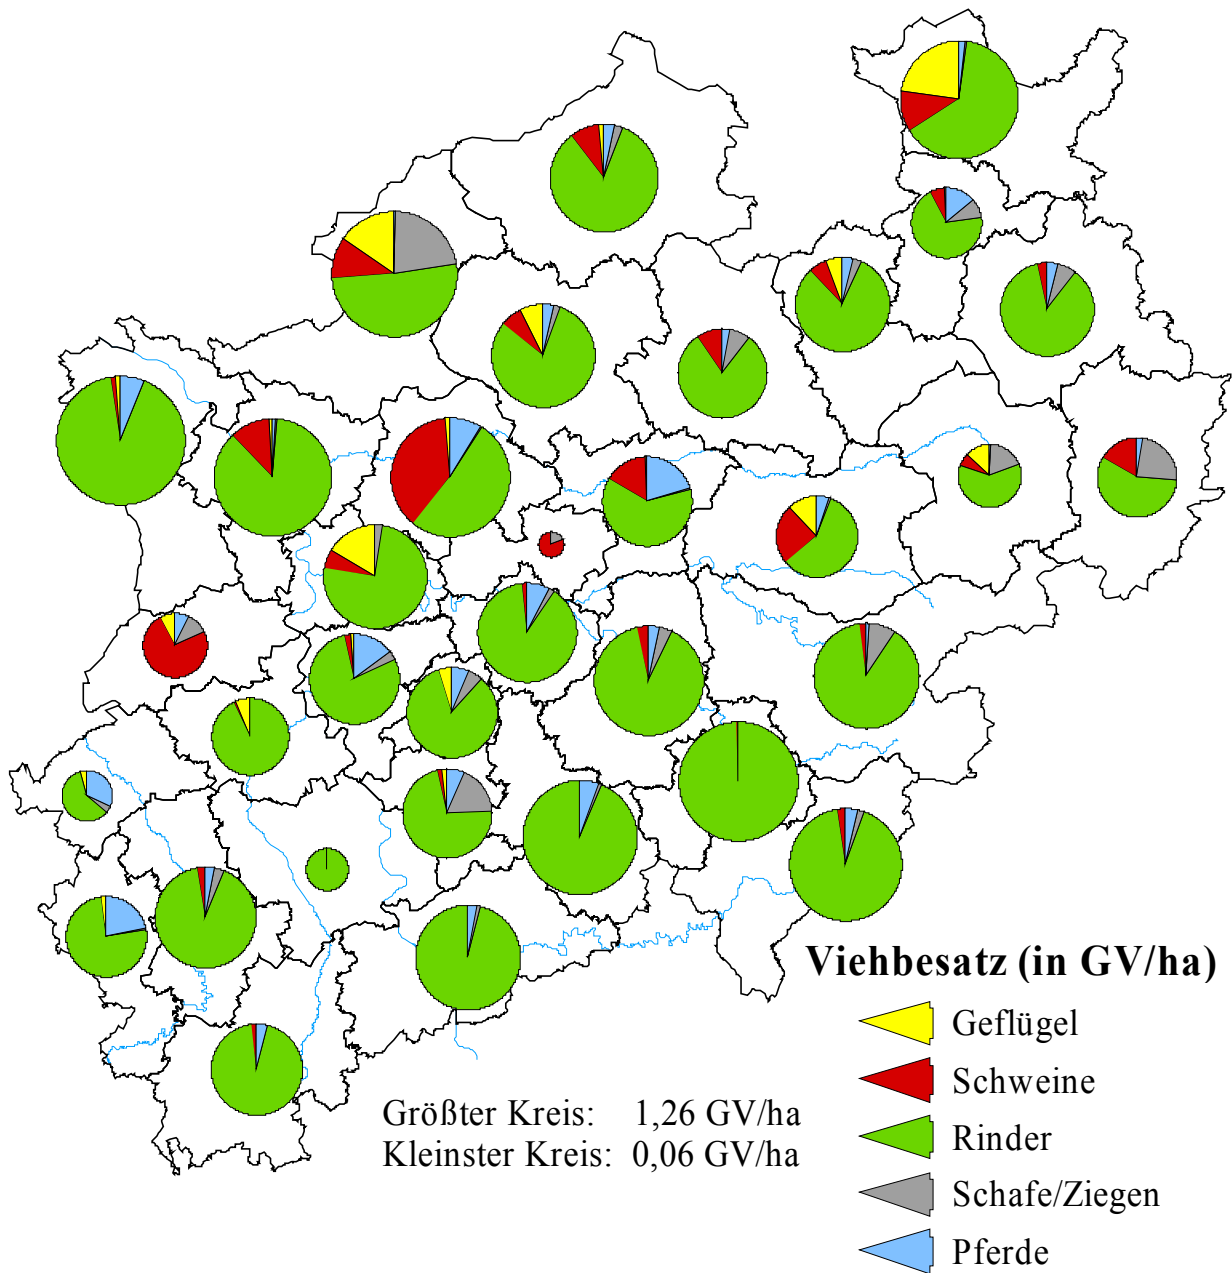 Viehbesatz (in GV/ha)
Geflügel
Schweine
Rinder
Schafe/Ziegen
Pferde
Größter Kreis: 1,26 GV/ha
Kleinster Kreis: 0,06 GV/ha